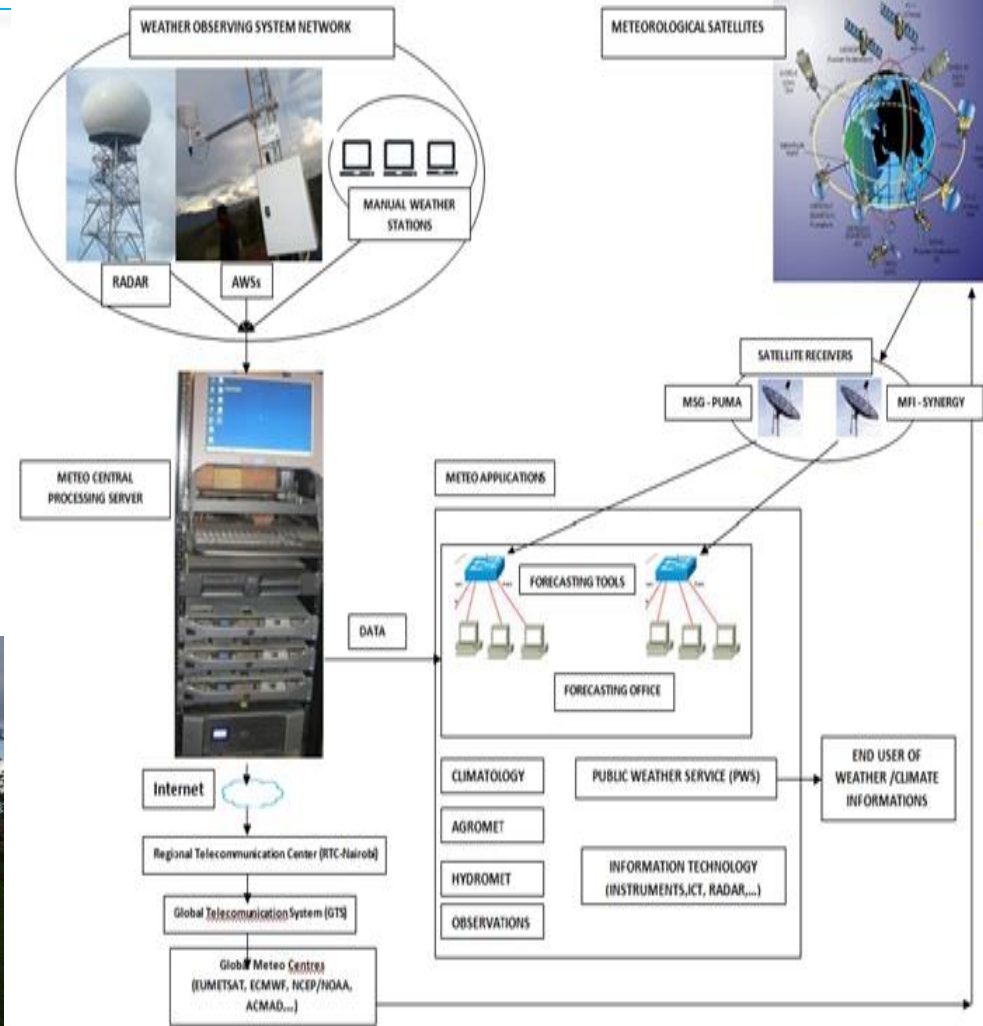 WEATHER OBSERVING SYSTEM NETWORK
METEOROLOGICAL SATELLITES
MANUAL WEATHER
STATIONS
RADAR
AWSs
SATELLITE RECEIVERS
MSG - PUMA
MFI - SYNERGY
METEO CENTRAL
PROCESSING SERVER
METEO APPLICATIONS
FORECASTING TOOLS
DATA
FORECASTING OFFICE
Internet
CLIMATOLOGY
PUBLIC WEATHER SERVICE (PWS)
END USER OF
WEATHER /CLIMATE
INFORMATIONS
AGROMET
Regional Telecommunication Center (RTC-Nairobi)
HYDROMET
INFORMATION TECHNOLOGY
(INSTRUMENTS,ICT, RADAR,...)
Global Telecomunication System (GTS)
OBSERVATIONS
Global Meteo Centres
(EUMETSAT, ECMWF, NCEP/NOAA,
ACMAD,...)